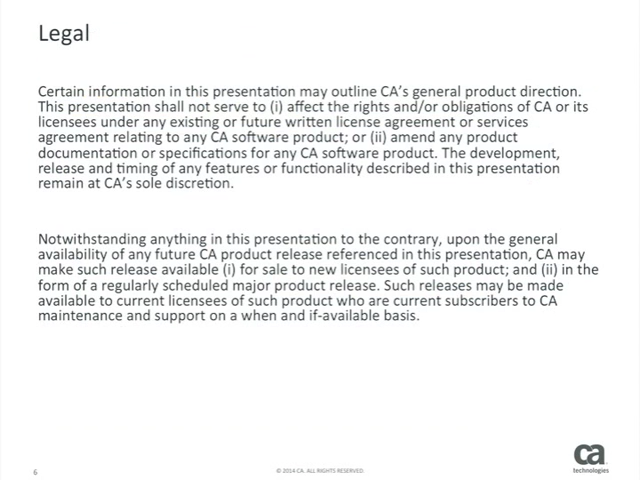 Legal
Certain information in this presentation may outline CA's general product direction.
This presentation shall not serve to (i) affect the rights and/or obligations of CA or its
licensees under any existing or future written license agreement or services
agreement relating to any CA software product; or (ii) amend any product
documentation or specifications for any CA software product. The development,
release and timing of any features or functionality described in this presentation
remain at CA's sole discretion.
Notwithstanding anything in this presentation to the contrary, upon the general
availability of any future CA product release referenced in this presentation, CA may
make such release available (i) for sale to new licensees of such product; and (ii) in the
form of a regularly scheduled major product release. Such releases may be made
available to current licensees of such product who are current subscribers to CA
maintenance and support on a when and if-available basis.
6
© 2014 CA. ALL RIGHTS RESERVED.
ca
technologies